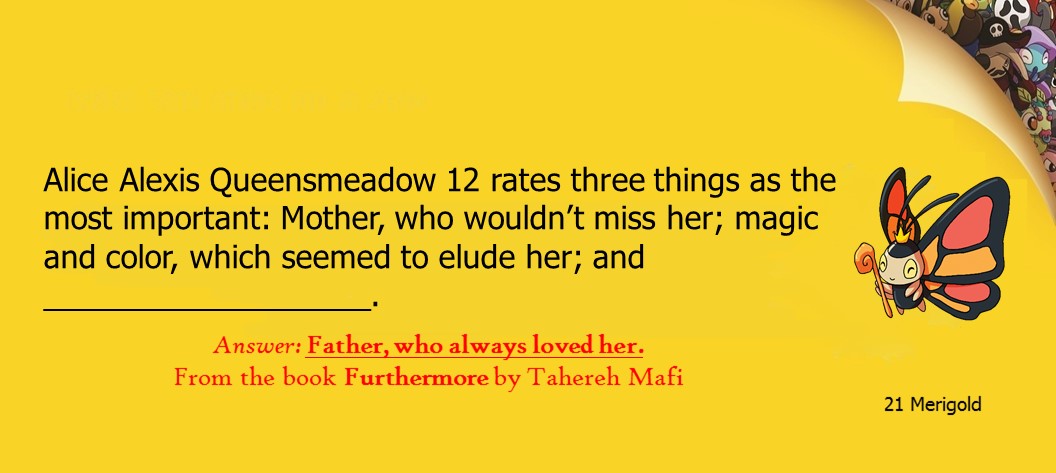 Alice Alexis Queensmeadow 12 rates three things as the
most important: Mother, who wouldn’t miss her; magic
and color, which seemed to elude her; and
___________________.
Answer: Father, who always loved her.
From the book Furthermore by Tahereh Mafi
21 Merigold